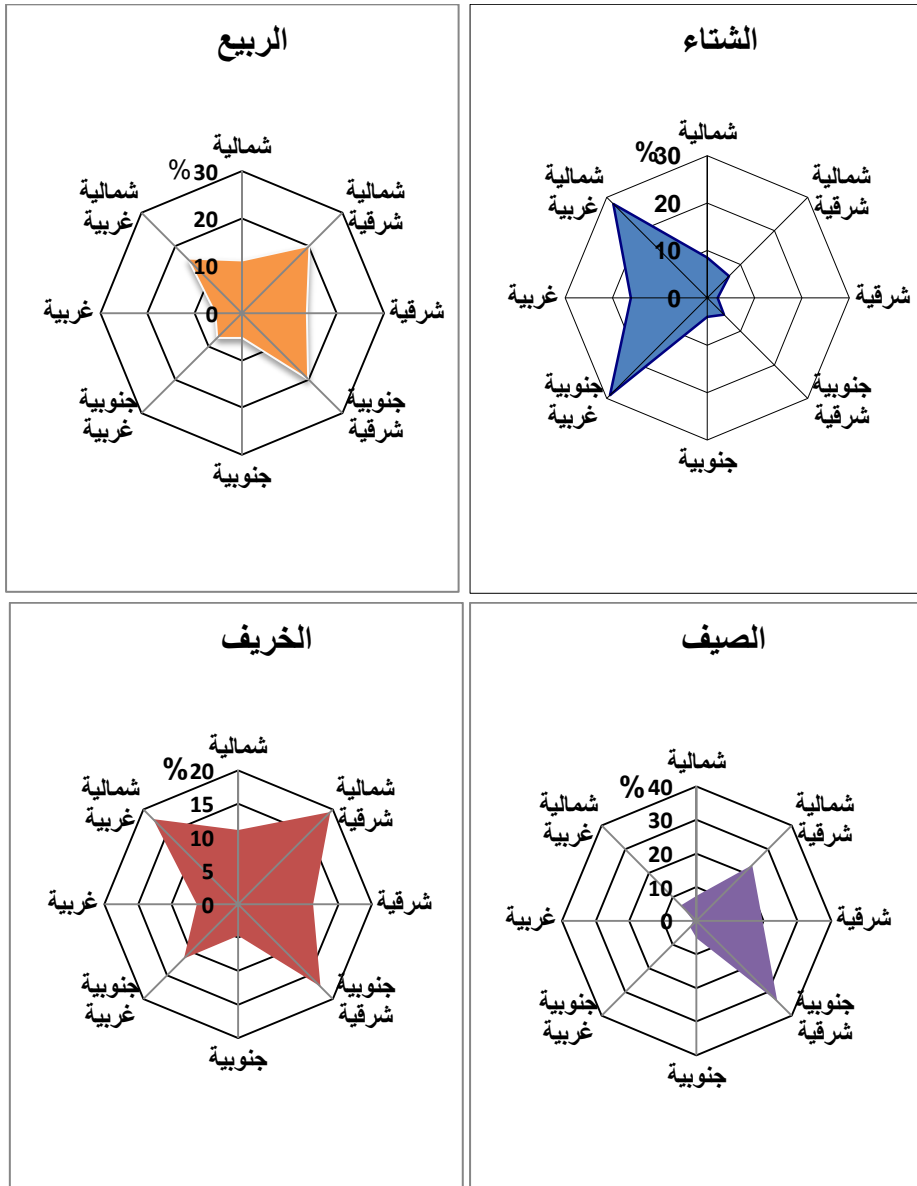 الشتاء
شمالية
%
30
20
10
0
شمالية
شرقية
شرقية
جنوبية
شرقية
جنوبية
جنوبية
غربية
غربية
شمالية
غربية
الربيع
شمالية
%
30
20
10
0
شمالية
شرقية
شرقية
جنوبية
شرقية
جنوبية
جنوبية
غربية
غربية
شمالية
غربية
الصيف
شمالية
%
40
30
20
10
0
شمالية
شرقية
شرقية
جنوبية
شرقية
جنوبية
جنوبية
غربية
غربية
شمالية
غربية
الخريف
شمالية
%
20
15
10
5
0
شمالية
شرقية
شرقية
جنوبية
شرقية
جنوبية
جنوبية
غربية
غربية
شمالية
غربية